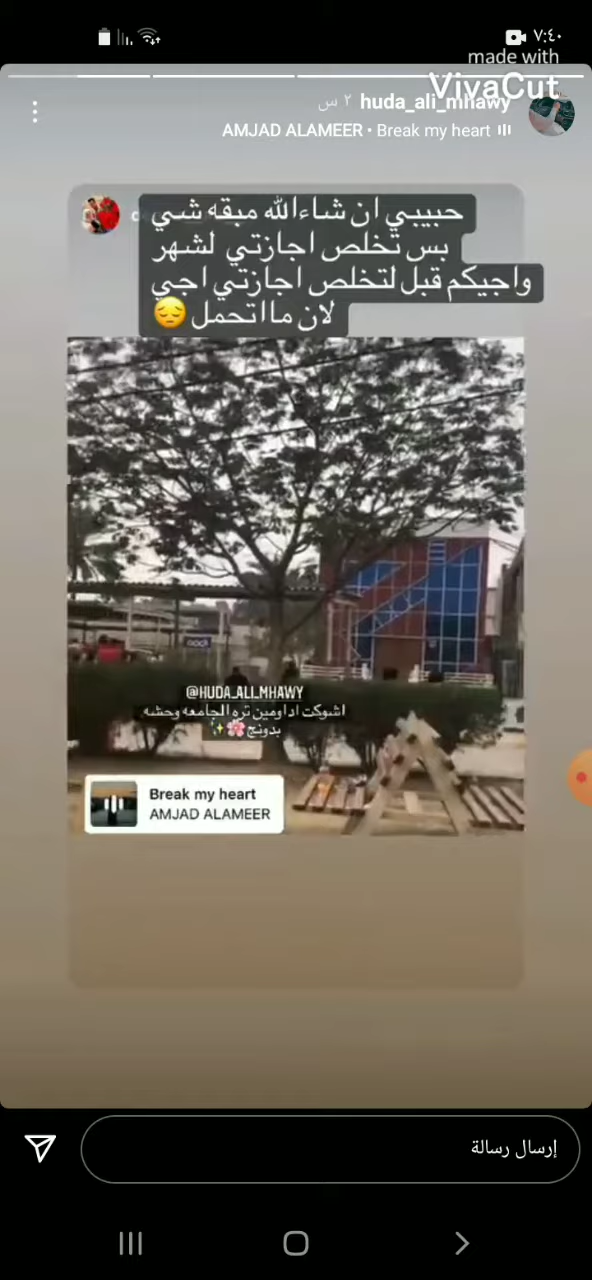 ٧:٤٠
made with
VivaCut
huda_ali_mhawy ٢ س
AMJAD ALAMEER • Break my heart
حبيبي ان شاءالله مبقه شي
بس تخلص اجازتي لشهر
واجيكم قبل لتخلص اجازتي اجي
لان مااتحمل 😔
@HUDA_ALI_MHAWY
اشوكت اداومين تره الجامعه وحشه
بدونج🌸✨
Break my heart
AMJAD ALAMEER
إرسال رسالة